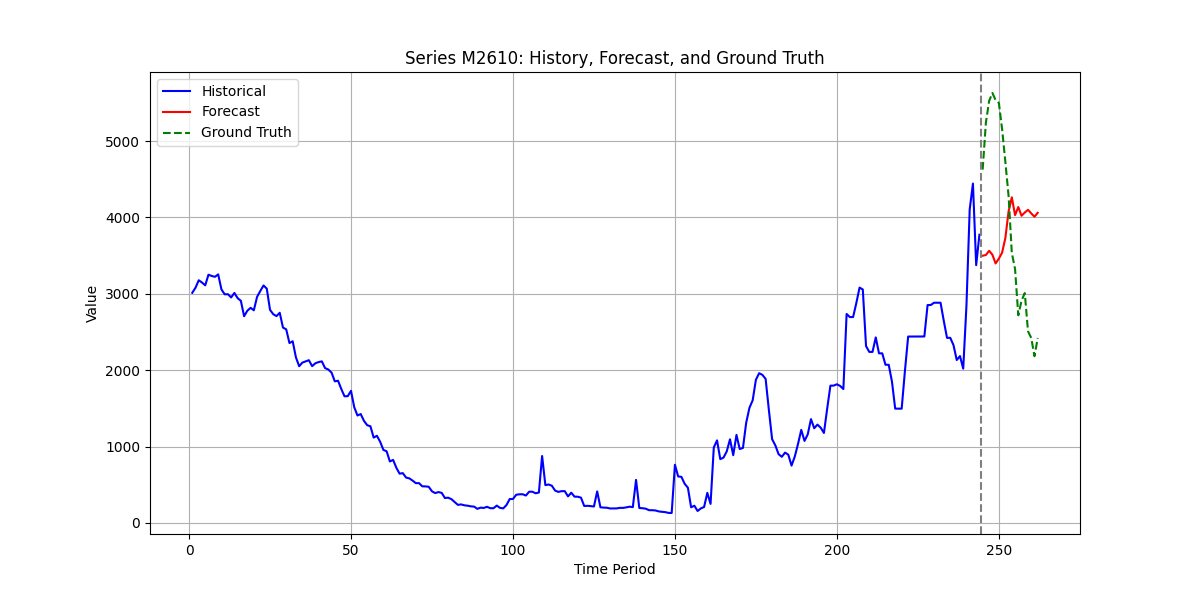 Series M2610: History, Forecast, and Ground Truth
Historical
Forecast
Ground Truth
Value
5000
4000
3000
2000
1000
0
0 50 100 150 200 250
Time Period